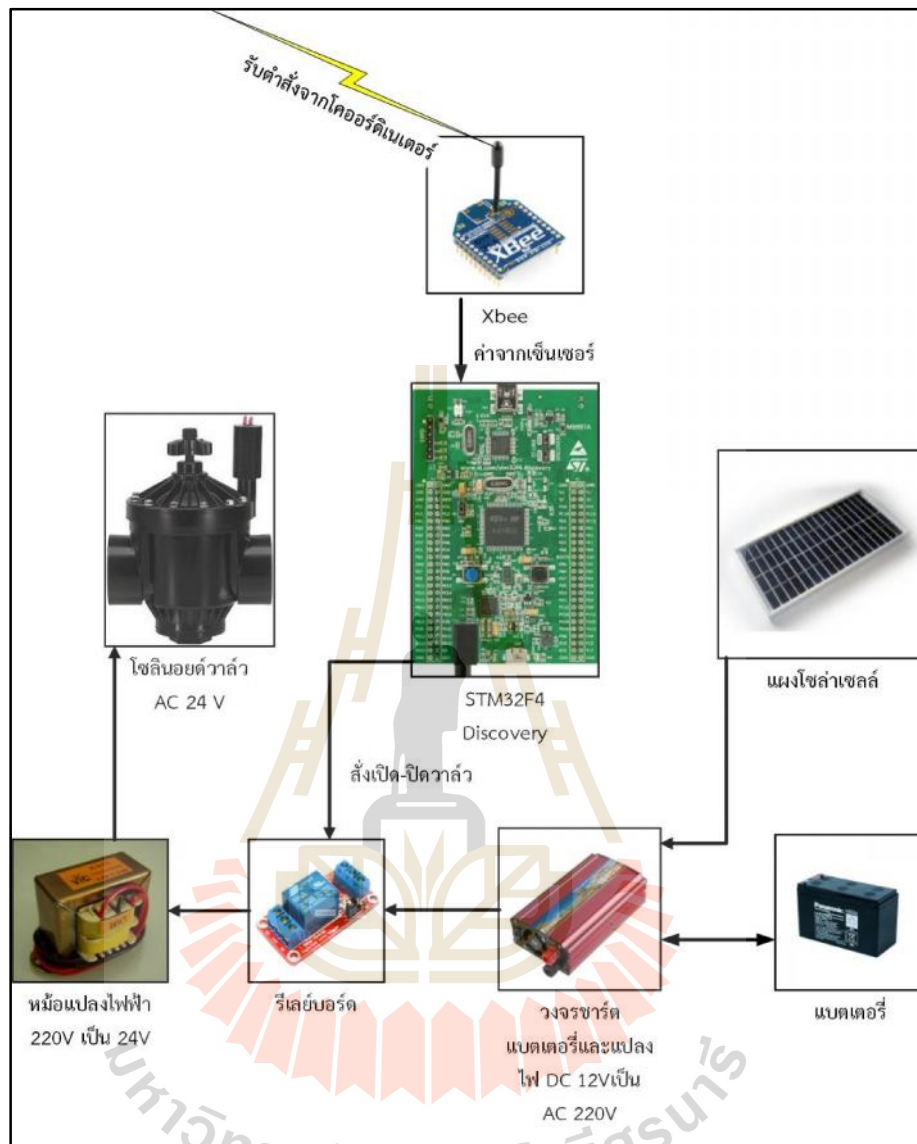 รับคำสั่งจากโคออร์ดิเนเตอร์
XBee
Xbee
ค่าจากเซ็นเซอร์
โซลินอยด์วาล์ว
AC 24 V
STM32F4
Discovery
แผงโซล่าเซลล์
สั่งเปิด-ปิดวาล์ว
Panasonic
หม้อแปลงไฟฟ้า
220V เป็น 24V
รีเลย์บอร์ด
วงจรชาร์ต
แบตเตอรี่และแปลง
ไฟ DC 12Vเป็น
AC 220V
แบตเตอรี่